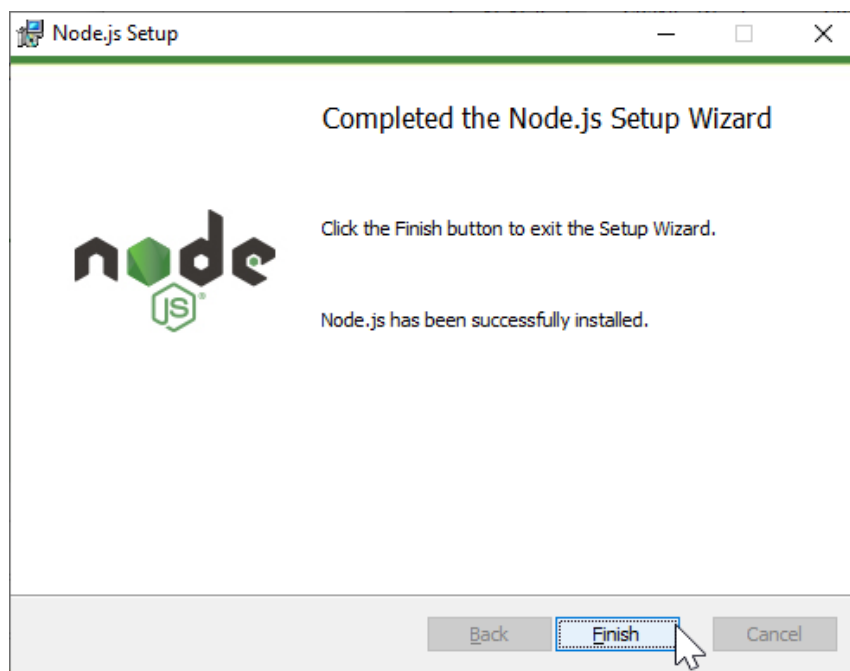 Node.js Setup
Completed the Node.js Setup Wizard
Click the Finish button to exit the Setup Wizard.
node
JS
®
Node.js has been successfully installed.
Back
Finish
Cancel